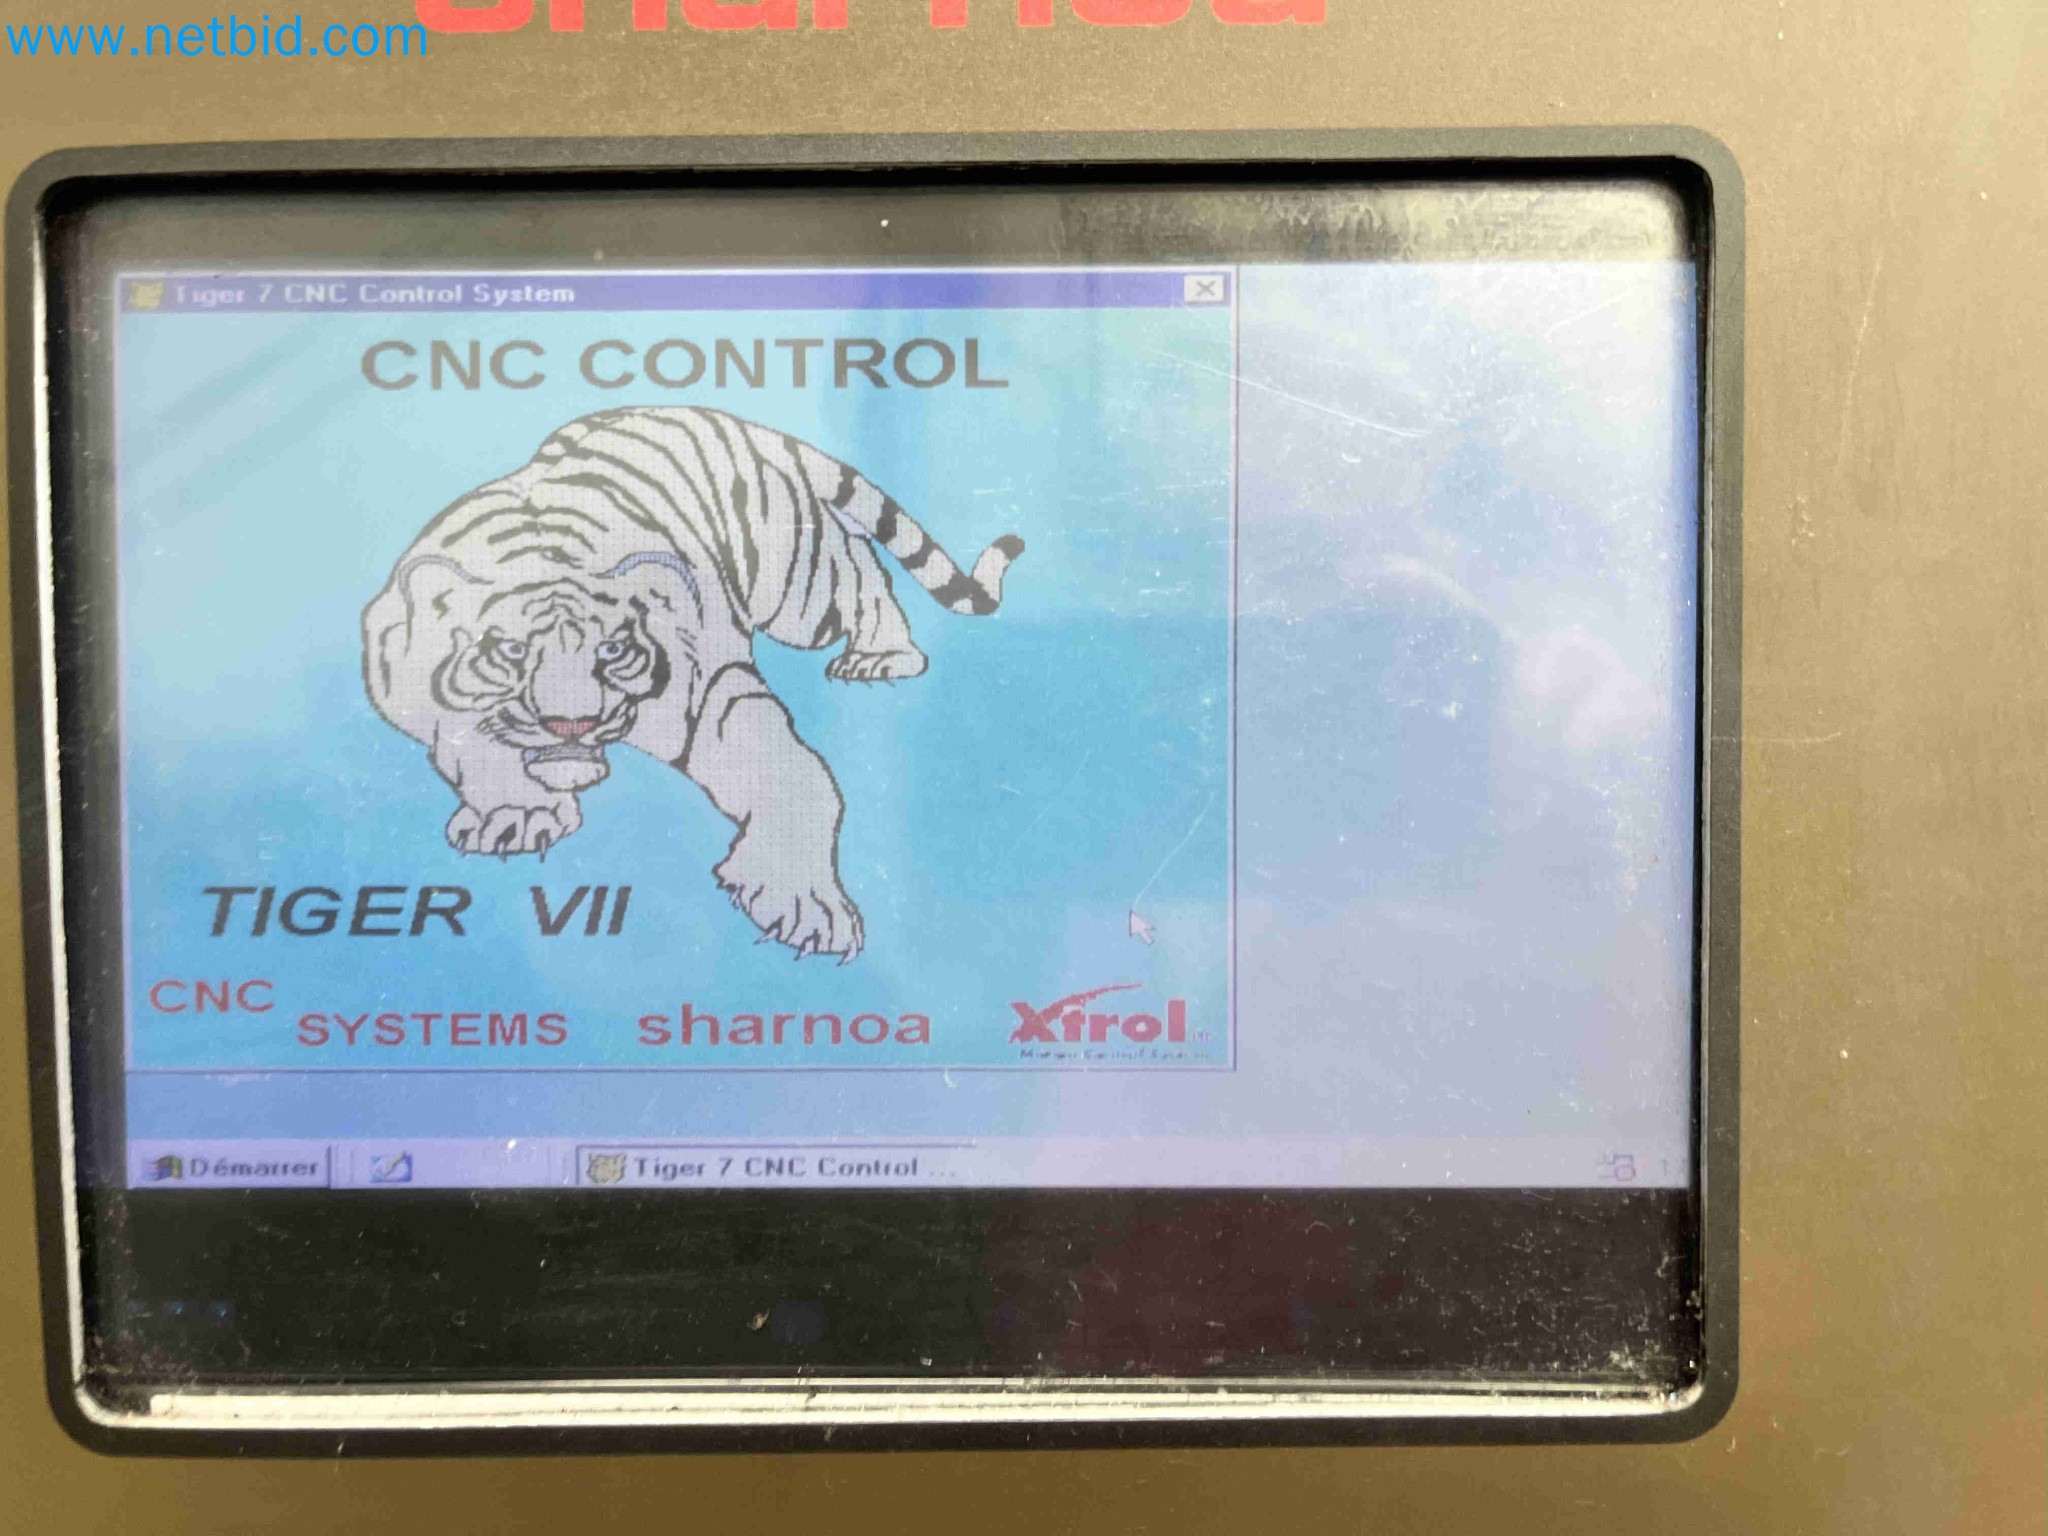 www.netbid.com
sharnoa
Tiger 7 CNC Control System
CNC CONTROL
TIGER VII
CNC
SYSTEMS
sharnoa
Xtrol
Démarrer
Tiger 7 CNC Control ...